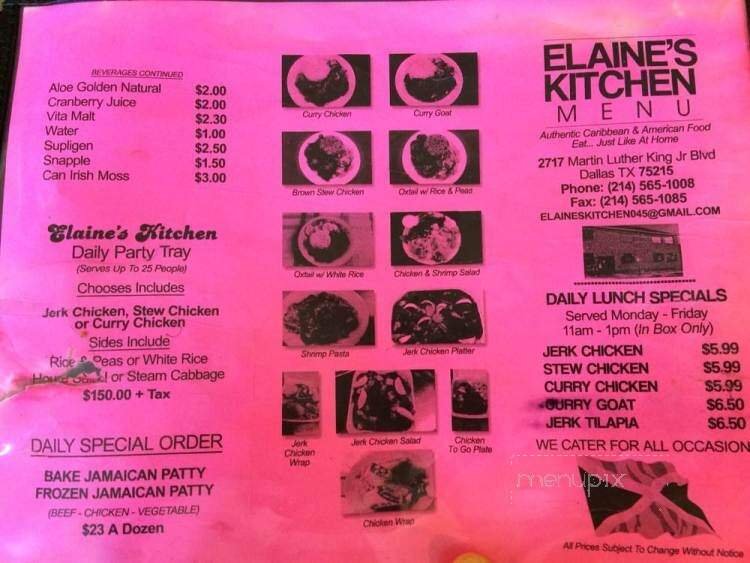 BEVERAGES CONTINUED
Aloe Golden Natural $2.00
Cranberry Juice $2.00
Vita Malt $2.30
Water $1.00
Supligen $2.50
Snapple $1.50
Can Irish Moss $3.00
Elaine's Kitchen
Daily Party Tray
(Serves Up To 25 People)
Chooses Includes
Jerk Chicken, Stew Chicken
or Curry Chicken
Sides Include
Rice & Peas or White Rice
or Steam Cabbage
$150.00 + Tax
DAILY SPECIAL ORDER
BAKE JAMAICAN PATTY
FROZEN JAMAICAN PATTY
(BEEF - CHICKEN - VEGETABLE)
$23 A Dozen
Curry Chicken
Curry Goat
Brown Stew Chicken
Oxtail w/ Rice & Pead
Oxtail w/ White Rice
Chicken & Shrimp Salad
Shrimp Pasta
Jerk Chicken Platter
Jerk
Chicken
Wrap
Jerk Chicken Salad
Chicken
To Go Plate
Chicken Wrap
ELAINE'S
KITCHEN
MENU
Authentic Caribbean & American Food
Eat... Just Like At Home
2717 Martin Luther King Jr Blvd
Dallas TX 75215
Phone: (214) 565-1008
Fax: (214) 565-1085
ELAINESKITCHEN045@GMAIL.COM
DAILY LUNCH SPECIALS
Served Monday - Friday
11am - 1pm (In Box Only)
JERK CHICKEN $5.99
STEW CHICKEN $5.99
CURRY CHICKEN $5.99
CURRY GOAT $6.50
JERK TILAPIA $6.50
WE CATER FOR ALL OCCASION
menupix
All Prices Subject To Change Without Notice